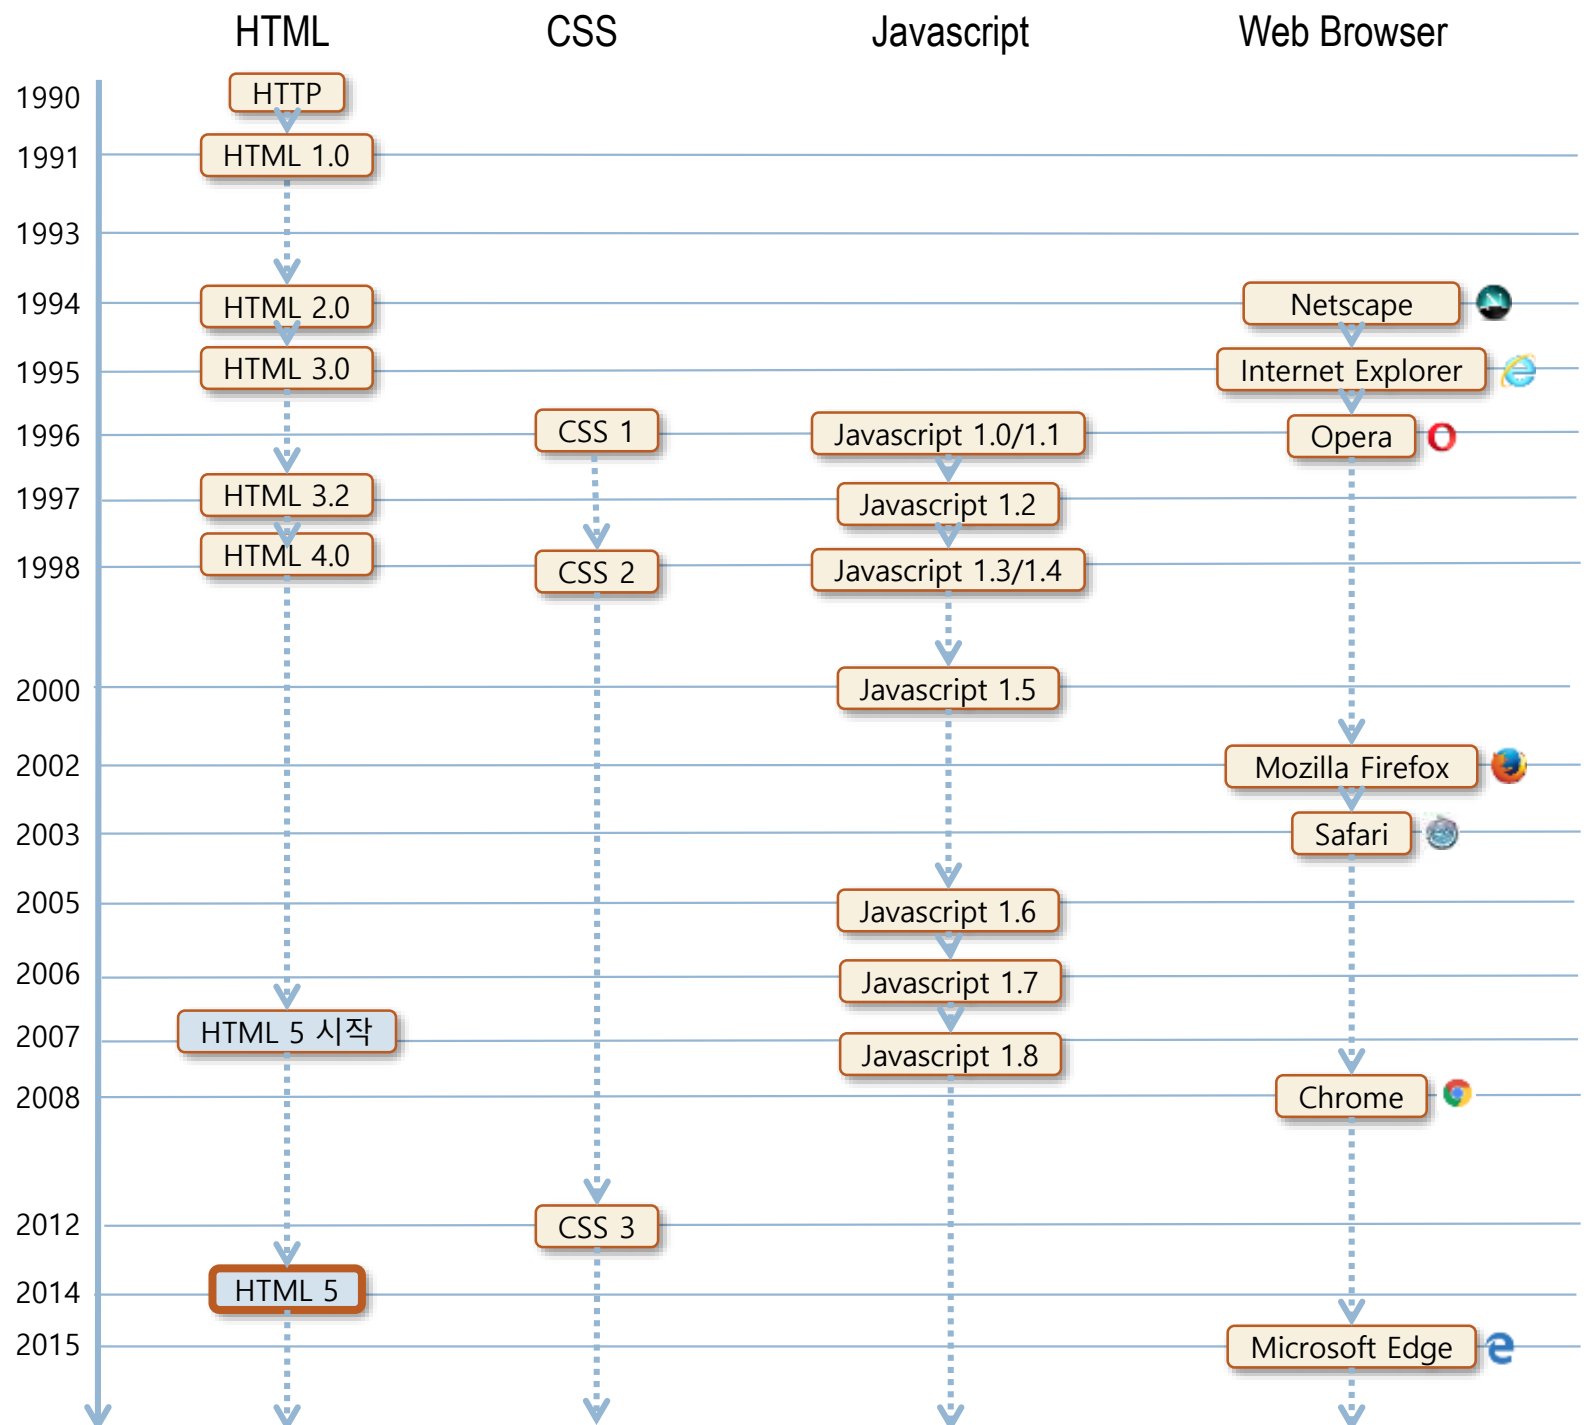 HTML CSS Javascript Web Browser
1990 HTTP
1991 HTML 1.0
1993
1994 HTML 2.0 Netscape
1995 HTML 3.0 Internet Explorer
1996 CSS 1 Javascript 1.0/1.1 Opera
1997 HTML 3.2 Javascript 1.2
1998 HTML 4.0 CSS 2 Javascript 1.3/1.4
2000 Javascript 1.5
2002 Mozilla Firefox
2003 Safari
2005 Javascript 1.6
2006 Javascript 1.7
2007 HTML 5 시작 Javascript 1.8
2008 Chrome
2012 CSS 3
2014 HTML 5
2015 Microsoft Edge